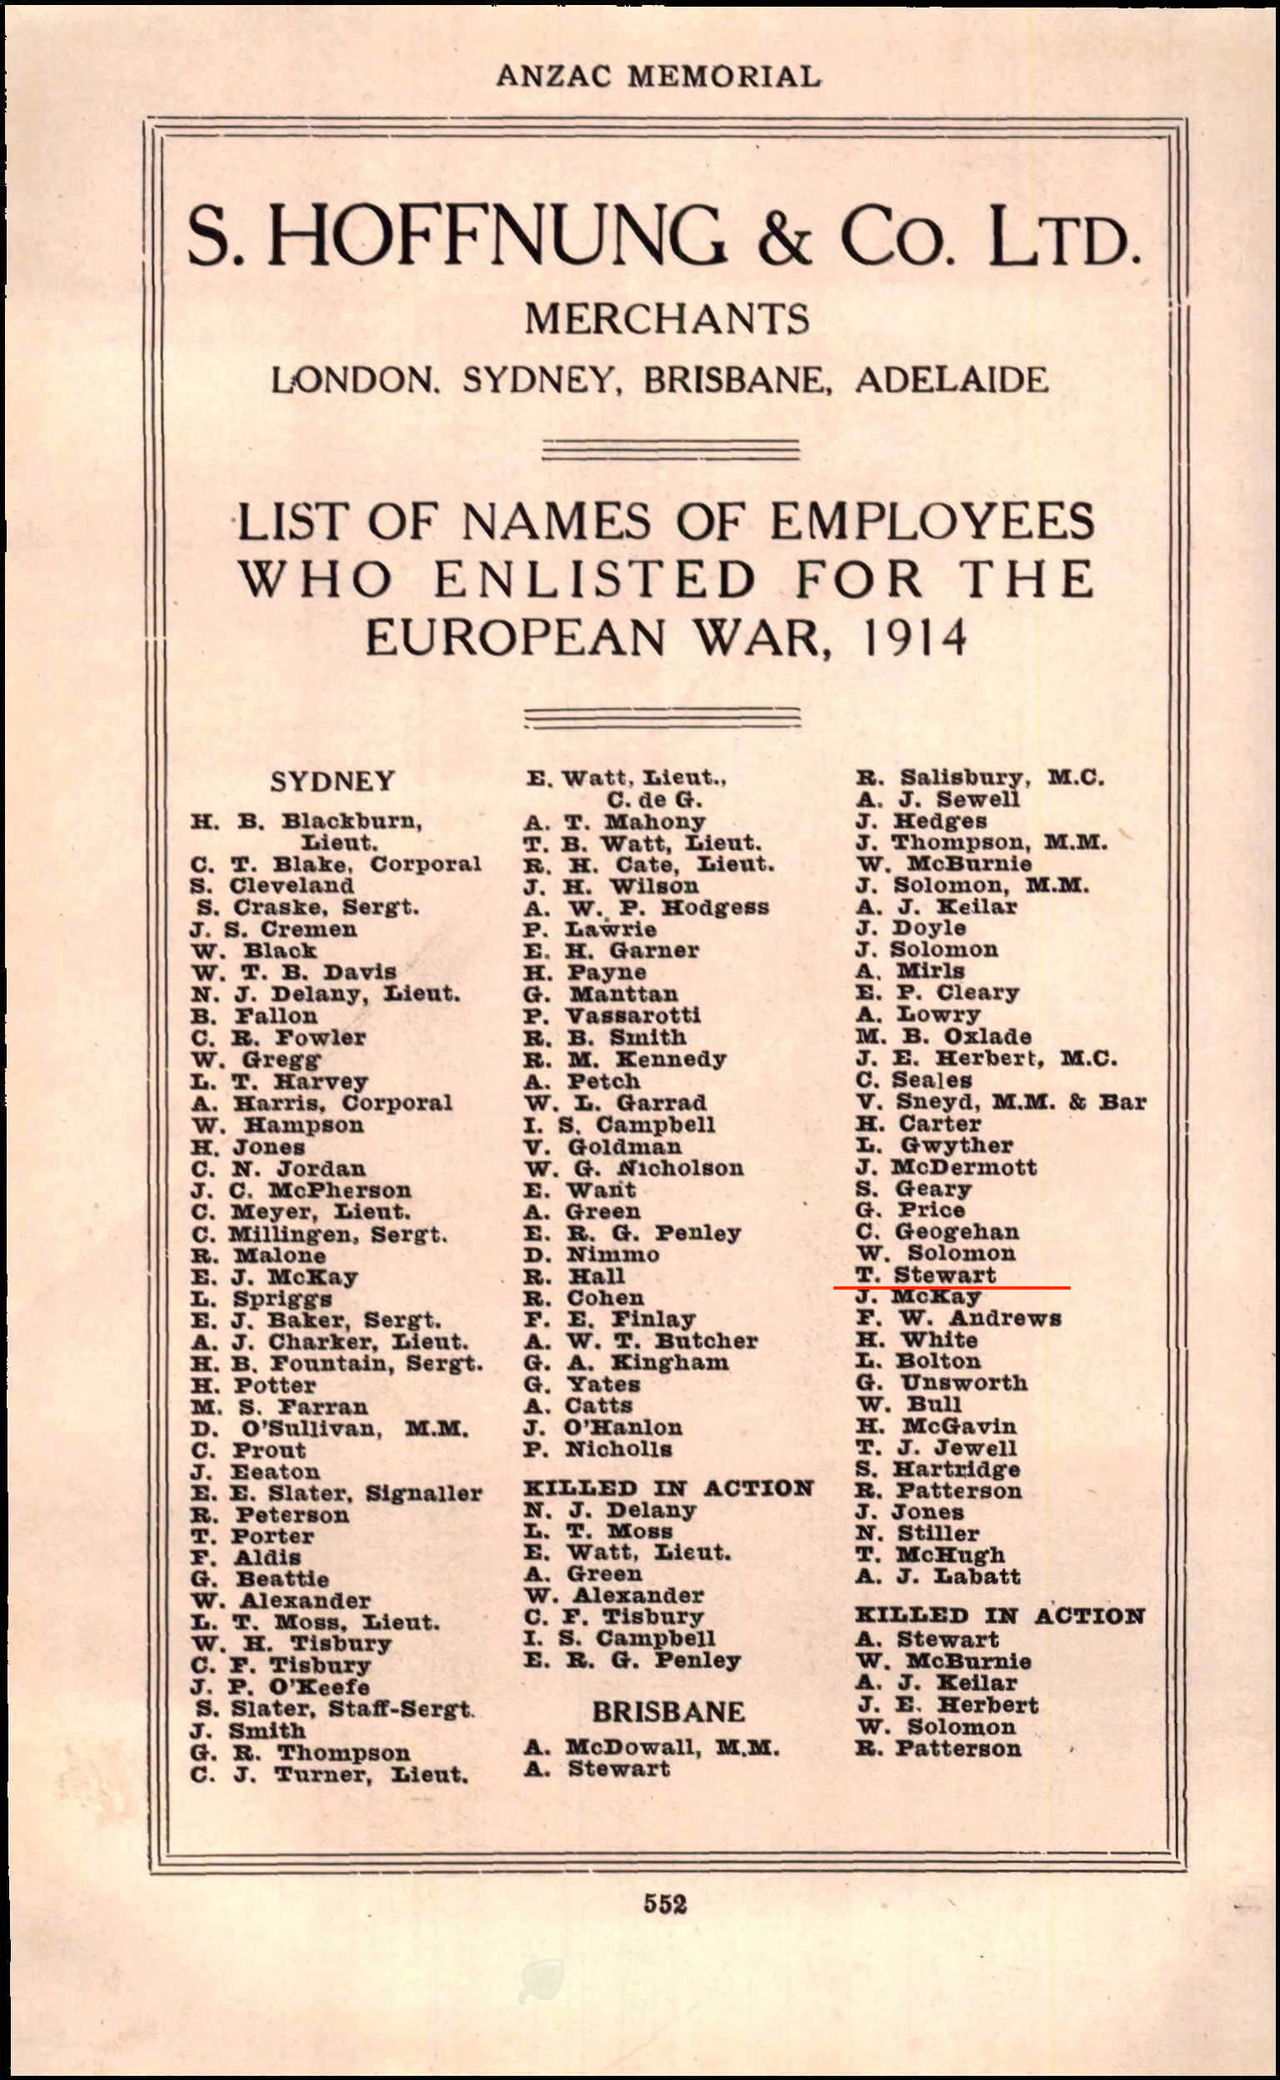 ANZAC MEMORIAL
S. HOFFNUNG & Co. LTD.
MERCHANTS
LONDON. SYDNEY, BRISBANE, ADELAIDE
LIST OF NAMES OF EMPLOYEES
WHO ENLISTED FOR THE
EUROPEAN WAR, 1914
SYDNEY
H. B. Blackburn,
Lieut.
C. T. Blake, Corporal
S. Cleveland
S. Craske, Sergt.
J. S. Cremen
W. Black
W. T. B. Davis
N. J. Delany, Lieut.
B. Fallon
C. R. Fowler
W. Gregg
L. T. Harvey
A. Harris, Corporal
W. Hampson
H. Jones
C. N. Jordan
J. C. McPherson
C. Meyer, Lieut.
C. Millingen, Sergt.
R. Malone
E. J. McKay
L. Spriggs
E. J. Baker, Sergt.
A. J. Charker, Lieut.
H. B. Fountain, Sergt.
H. Potter
M. S. Farran
D. O'Sullivan, M.M.
C. Prout
J. Eeaton
E. E. Slater, Signaller
R. Peterson
T. Porter
F. Aldis
G. Beattie
W. Alexander
L. T. Moss, Lieut.
W. H. Tisbury
C. F. Tisbury
J. P. O'Keefe
S. Slater, Staff-Sergt.
J. Smith
G. R. Thompson
C. J. Turner, Lieut.
E. Watt, Lieut.,
C. de G.
A. T. Mahony
T. B. Watt, Lieut.
R. H. Cate, Lieut.
J. H. Wilson
A. W. P. Hodgess
P. Lawrie
E. H. Garner
H. Payne
G. Manttan
P. Vassarotti
R. B. Smith
R. M. Kennedy
A. Petch
W. L. Garrad
I. S. Campbell
V. Goldman
W. G. Nicholson
E. Want
A. Green
E. R. G. Penley
D. Nimmo
R. Hall
R. Cohen
F. E. Finlay
A. W. T. Butcher
G. A. Kingham
G. Yates
A. Catts
J. O'Hanlon
P. Nicholls
KILLED IN ACTION
N. J. Delany
L. T. Moss
E. Watt, Lieut.
A. Green
W. Alexander
C. F. Tisbury
I. S. Campbell
E. R. G. Penley
BRISBANE
A. McDowall, M.M.
A. Stewart
R. Salisbury, M.C.
A. J. Sewell
J. Hedges
J. Thompson, M.M.
W. McBurnie
J. Solomon, M.M.
A. J. Keilar
J. Doyle
J. Solomon
A. Mirls
E. P. Cleary
A. Lowry
M. B. Oxlade
J. E. Herbert, M.C.
C. Seales
V. Sneyd, M.M. & Bar
H. Carter
L. Gwyther
J. McDermott
S. Geary
G. Price
C. Geogehan
W. Solomon
T. Stewart
J. McKay
F. W. Andrews
H. White
L. Bolton
G. Unsworth
W. Bull
H. McGavin
T. J. Jewell
S. Hartridge
R. Patterson
J. Jones
N. Stiller
T. McHugh
A. J. Labatt
KILLED IN ACTION
A. Stewart
W. McBurnie
A. J. Keilar
J. E. Herbert
W. Solomon
R. Patterson
552